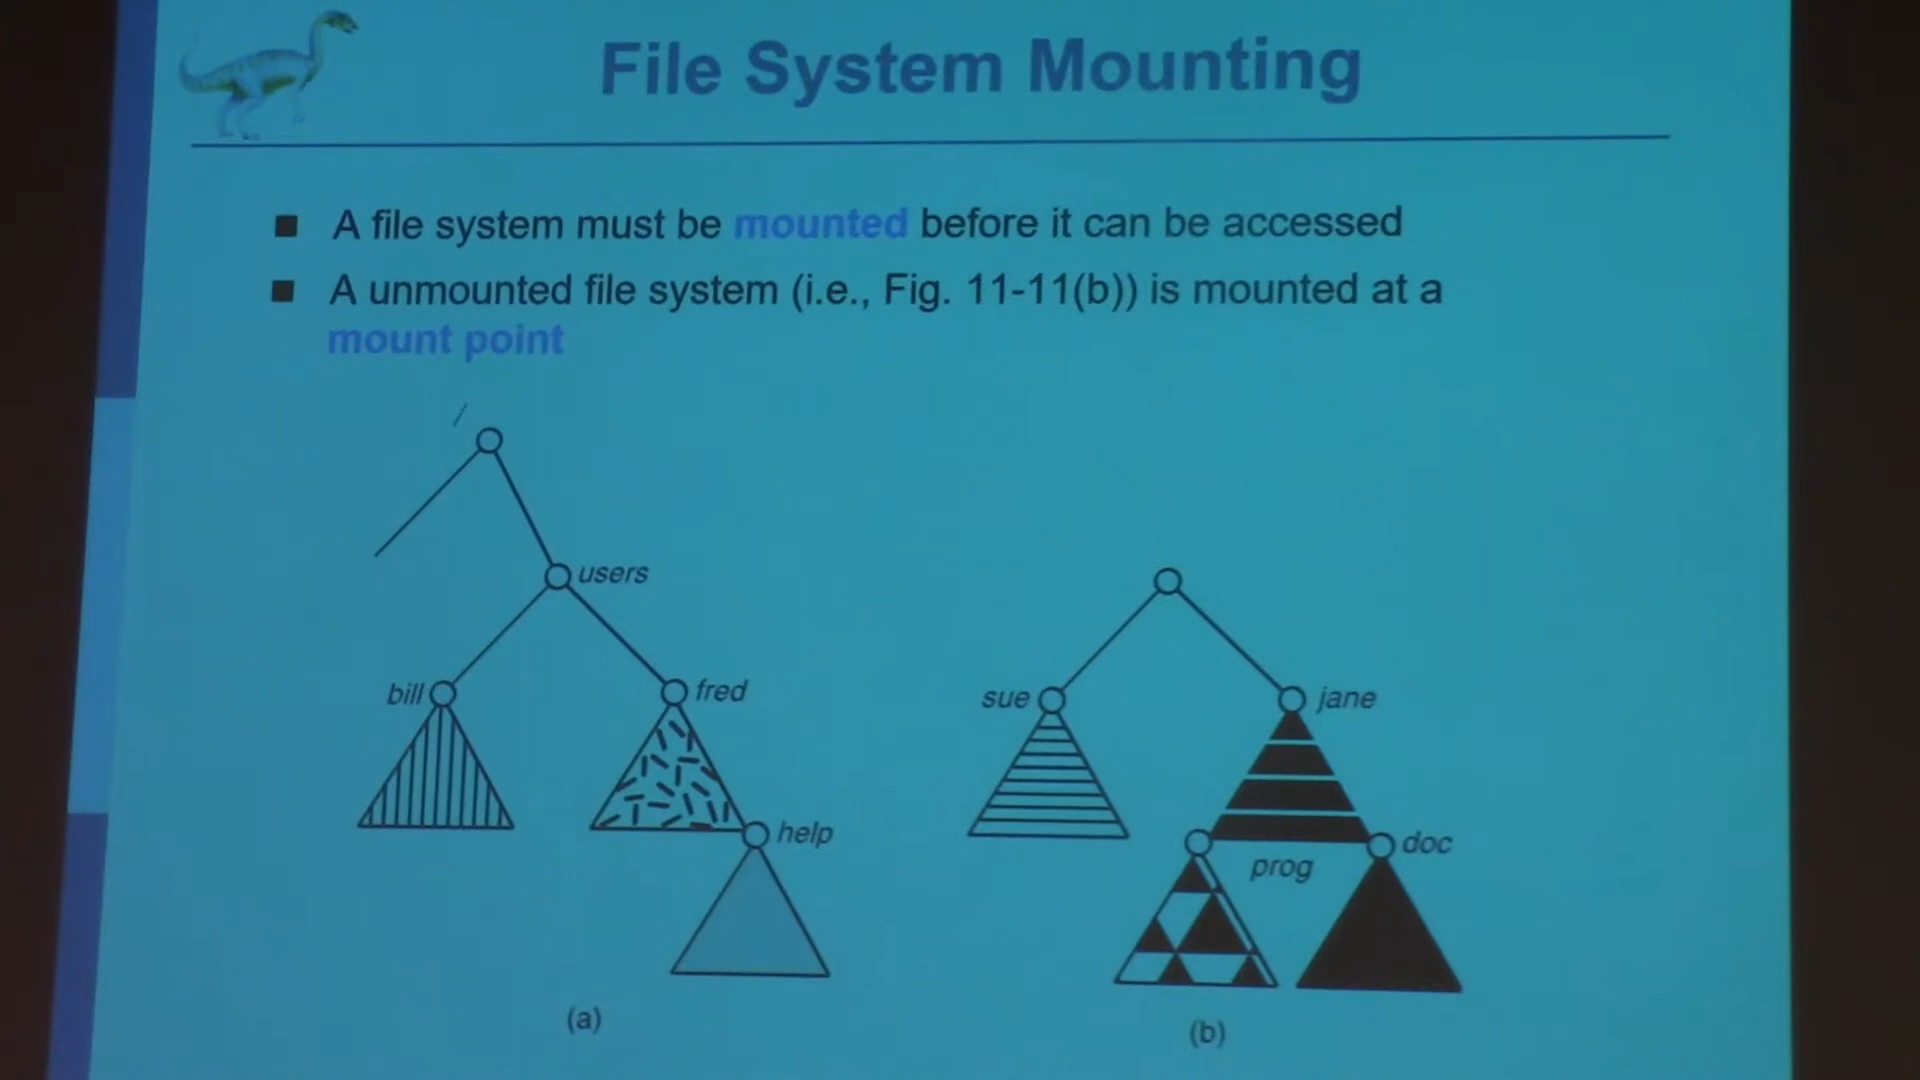 File System Mounting
A file system must be mounted before it can be accessed
A unmounted file system (i.e., Fig. 11-11(b)) is mounted at a
mount point
/
users
bill
fred
sue
jane
help
prog
doc
(a)
(b)